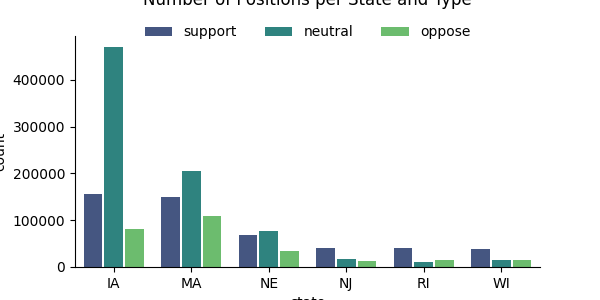 Number of Positions per State and Type
support neutral oppose
count
400000
300000
200000
100000
0
IA MA NE NJ RI WI
state